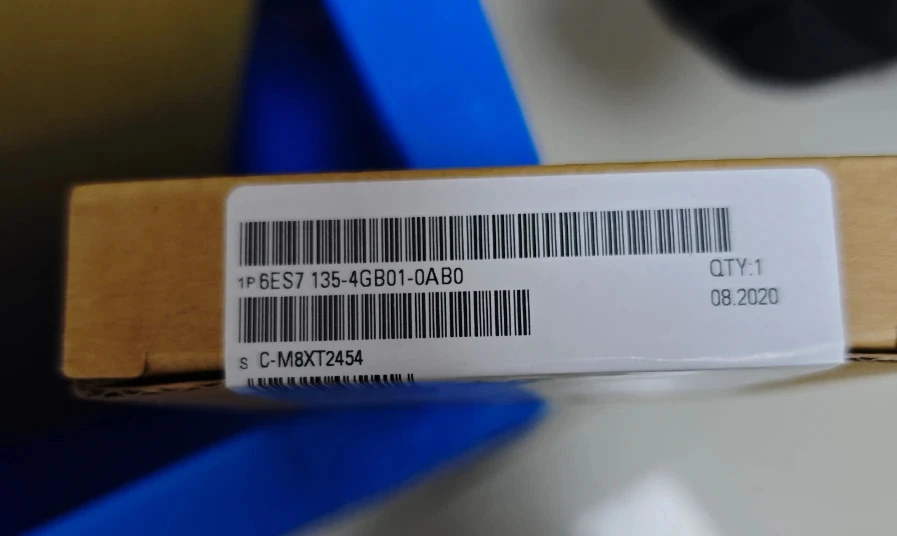 1P 6ES7 135-4GB01-0AB0
QTY:1
08.2020
S C-M8XT2454